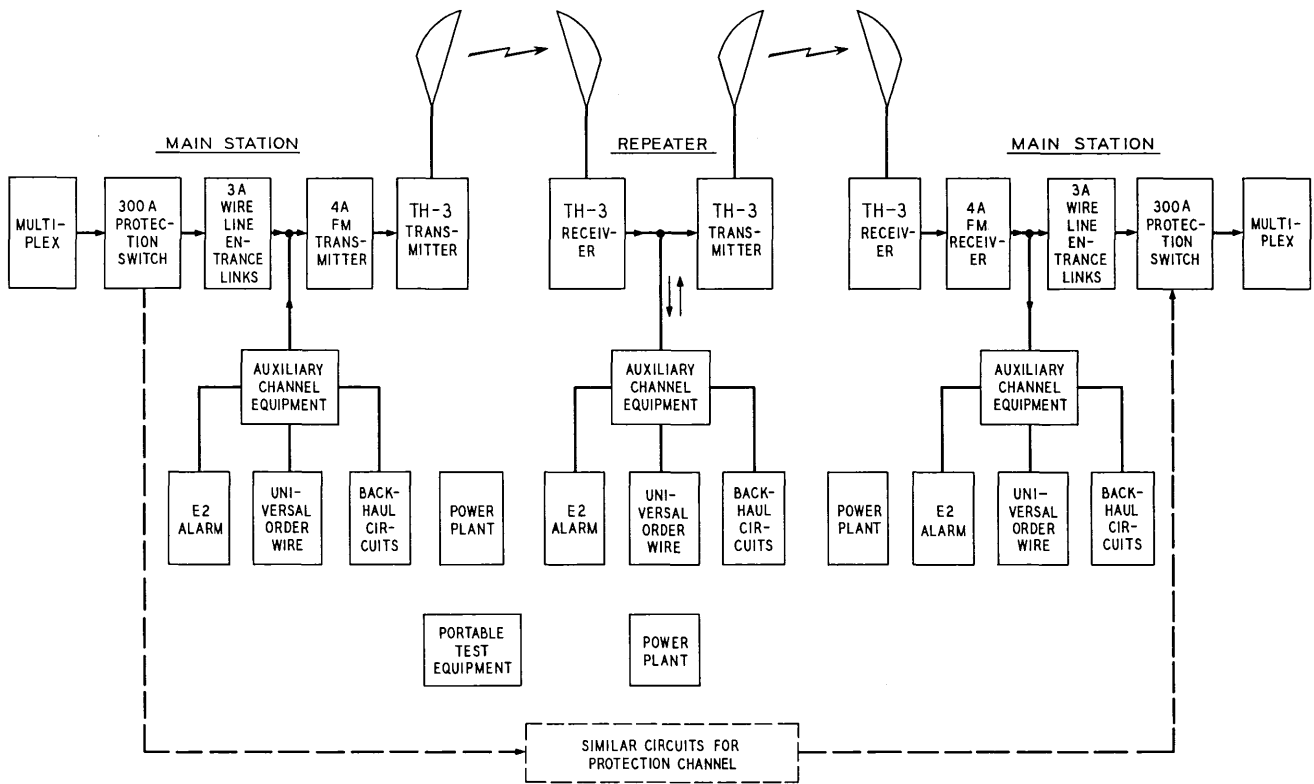 MAIN STATION
REPEATER
MAIN STATION
MULTI-
PLEX
300A
PROTEC-
TION
SWITCH
3A
WIRE
LINE
EN-
TRANCE
LINKS
4A
FM
TRANS-
MITTER
TH-3
TRANS-
MITTER
TH-3
RECEIV-
ER
TH-3
TRANS-
MITTER
TH-3
RECEIV-
ER
4A
FM
RECEIV-
ER
3A
WIRE
LINE
EN-
TRANCE
LINKS
300A
PROTEC-
TION
SWITCH
MULTI-
PLEX
AUXILIARY
CHANNEL
EQUIPMENT
AUXILIARY
CHANNEL
EQUIPMENT
AUXILIARY
CHANNEL
EQUIPMENT
E2
ALARM
UNI-
VERSAL
ORDER
WIRE
BACK-
HAUL
CIR-
CUITS
POWER
PLANT
E2
ALARM
UNI-
VERSAL
ORDER
WIRE
BACK-
HAUL
CIR-
CUITS
POWER
PLANT
E2
ALARM
UNI-
VERSAL
ORDER
WIRE
BACK-
HAUL
CIR-
CUITS
PORTABLE
TEST
EQUIPMENT
POWER
PLANT
SIMILAR CIRCUITS FOR
PROTECTION CHANNEL